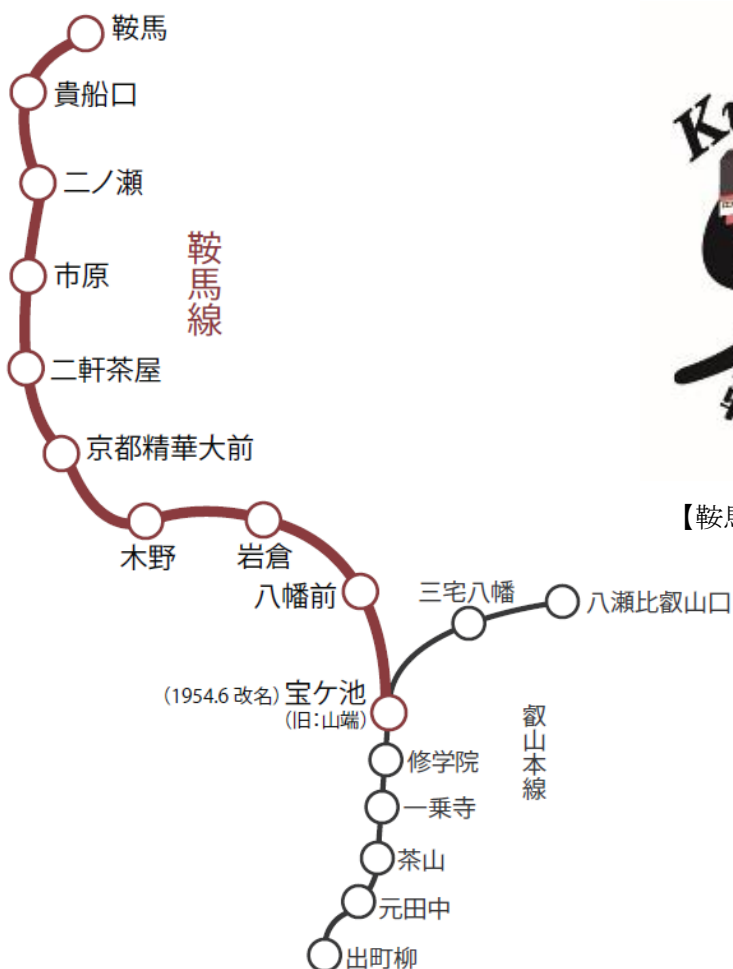 鞍馬
貴船口
二ノ瀬
鞍馬線
市原
二軒茶屋
京都精華大前
木野
岩倉
八幡前
三宅八幡
八瀬比叡山口
(1954.6 改名) 宝ケ池
(旧:山端)
叡山本線
修学院
一乗寺
茶山
元田中
出町柳
【鞍馬